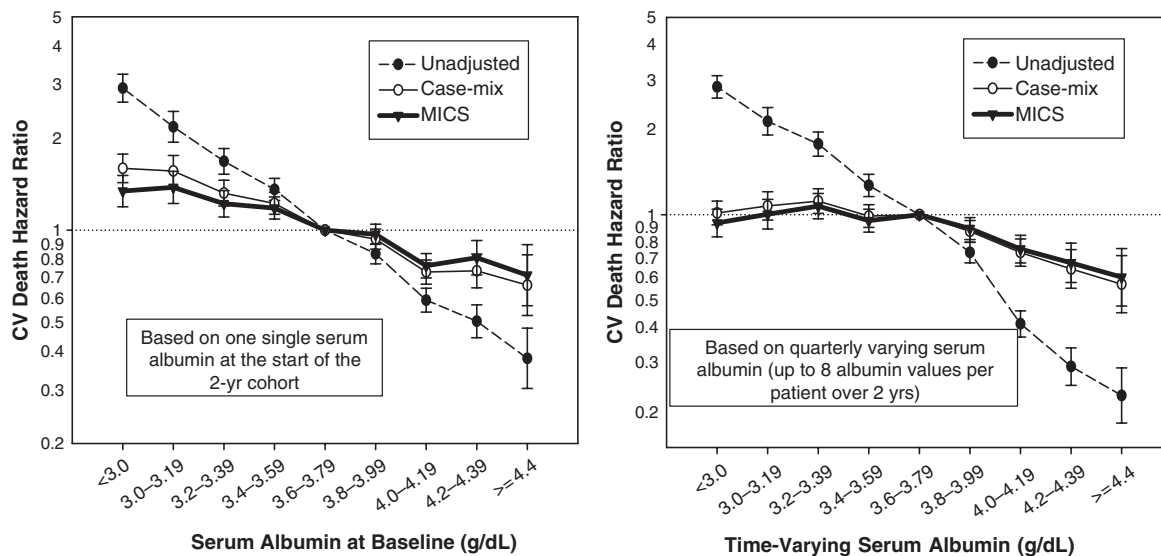 5
4
3
2
1
0.9
0.8
0.7
0.6
0.5
0.4
0.3
0.2
CV Death Hazard Ratio
Unadjusted
Case-mix
MICS
Based on one single serum
albumin at the start of the
2-yr cohort
<3.0
3.0–3.19
3.2–3.39
3.4–3.59
3.6–3.79
3.8–3.99
4.0–4.19
4.2–4.39
>=4.4
Serum Albumin at Baseline (g/dL)
5
4
3
2
1
0.9
0.8
0.7
0.6
0.5
0.4
0.3
0.2
CV Death Hazard Ratio
Unadjusted
Case-mix
MICS
Based on quarterly varying serum
albumin (up to 8 albumin values per
patient over 2 yrs)
<3.0
3.0–3.19
3.2–3.39
3.4–3.59
3.6–3.79
3.8–3.99
4.0–4.19
4.2–4.39
>=4.4
Time-Varying Serum Albumin (g/dL)